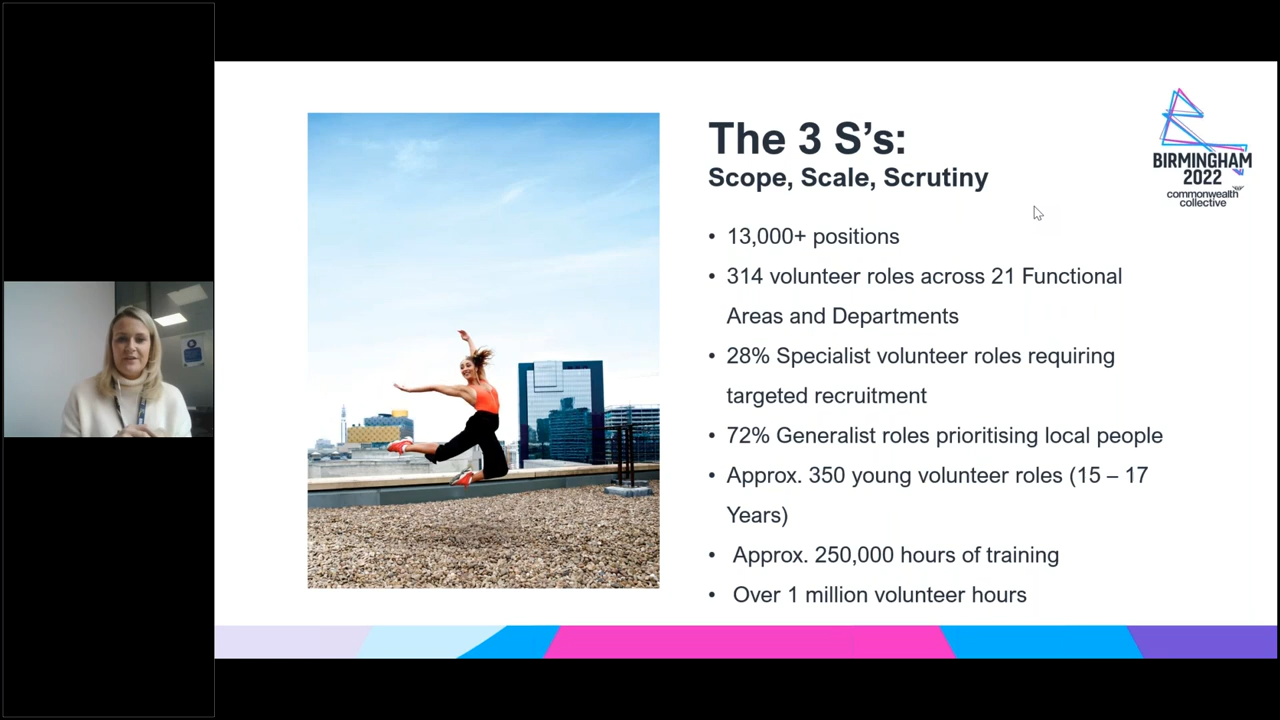 The 3 S's:
Scope, Scale, Scrutiny
BIRMINGHAM
2022
commonwealth
collective
• 13,000+ positions
• 314 volunteer roles across 21 Functional
Areas and Departments
• 28% Specialist volunteer roles requiring
targeted recruitment
• 72% Generalist roles prioritising local people
• Approx. 350 young volunteer roles (15 – 17
Years)
• Approx. 250,000 hours of training
• Over 1 million volunteer hours